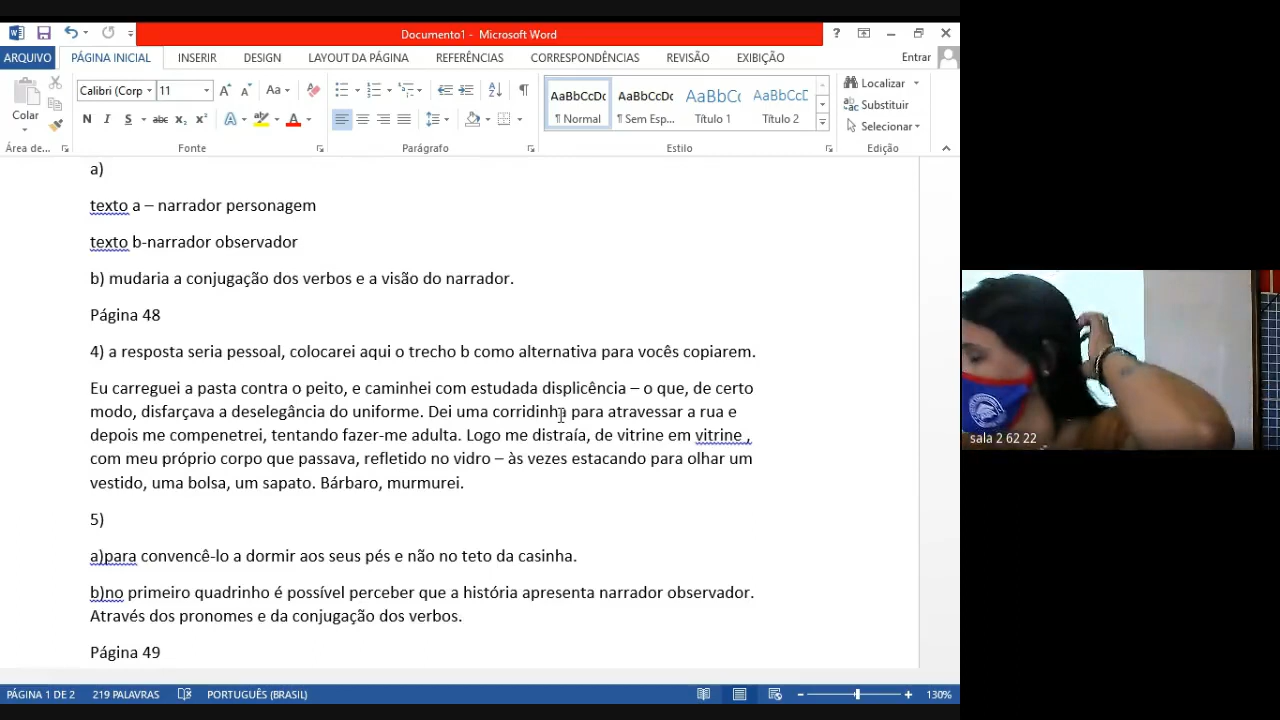 Documento1 - Microsoft Word
?
ARQUIVO PÁGINA INICIAL INSERIR DESIGN LAYOUT DA PÁGINA REFERÊNCIAS CORRESPONDÊNCIAS REVISÃO EXIBIÇÃO Entrar
Colar
Calibri (Corp 11
N I S abc x₂ x²
Aa
A
AaBbCcDc AaBbCcDc AaBbC( AaBbCcE
¶ Normal ¶ Sem Esp... Título 1 Título 2
Localizar
Substituir
Selecionar
Área de... Fonte Parágrafo Estilo Edição
a)
texto a – narrador personagem
texto b-narrador observador
b) mudaria a conjugação dos verbos e a visão do narrador.
Página 48
4) a resposta seria pessoal, colocarei aqui o trecho b como alternativa para vocês copiarem.
Eu carreguei a pasta contra o peito, e caminhei com estudada displicência – o que, de certo
modo, disfarçava a deselegância do uniforme. Dei uma corridinha para atravessar a rua e
depois me compenetrei, tentando fazer-me adulta. Logo me distraía, de vitrine em vitrine ,
com meu próprio corpo que passava, refletido no vidro – às vezes estacando para olhar um
vestido, uma bolsa, um sapato. Bárbaro, murmurei.
5)
a)para convencê-lo a dormir aos seus pés e não no teto da casinha.
b)no primeiro quadrinho é possível perceber que a história apresenta narrador observador.
Através dos pronomes e da conjugação dos verbos.
Página 49
PÁGINA 1 DE 2 219 PALAVRAS PORTUGUÊS (BRASIL) 130%
sala 2 62 22